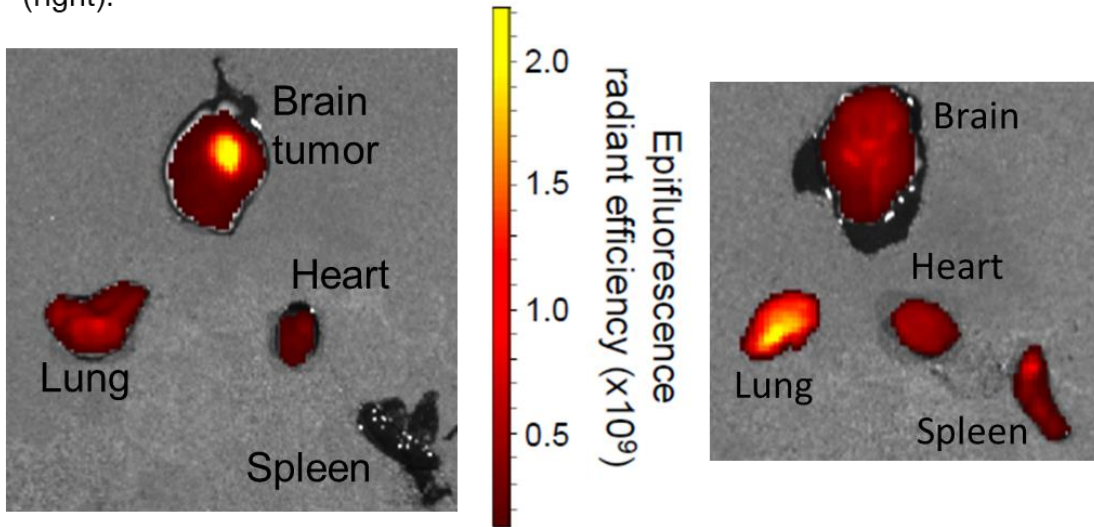 (right).
Brain
tumor
Heart
Lung
Spleen
2.0
1.5
1.0
0.5
Epifluorescence
radiant efficiency (x10⁹)
Brain
Heart
Lung
Spleen